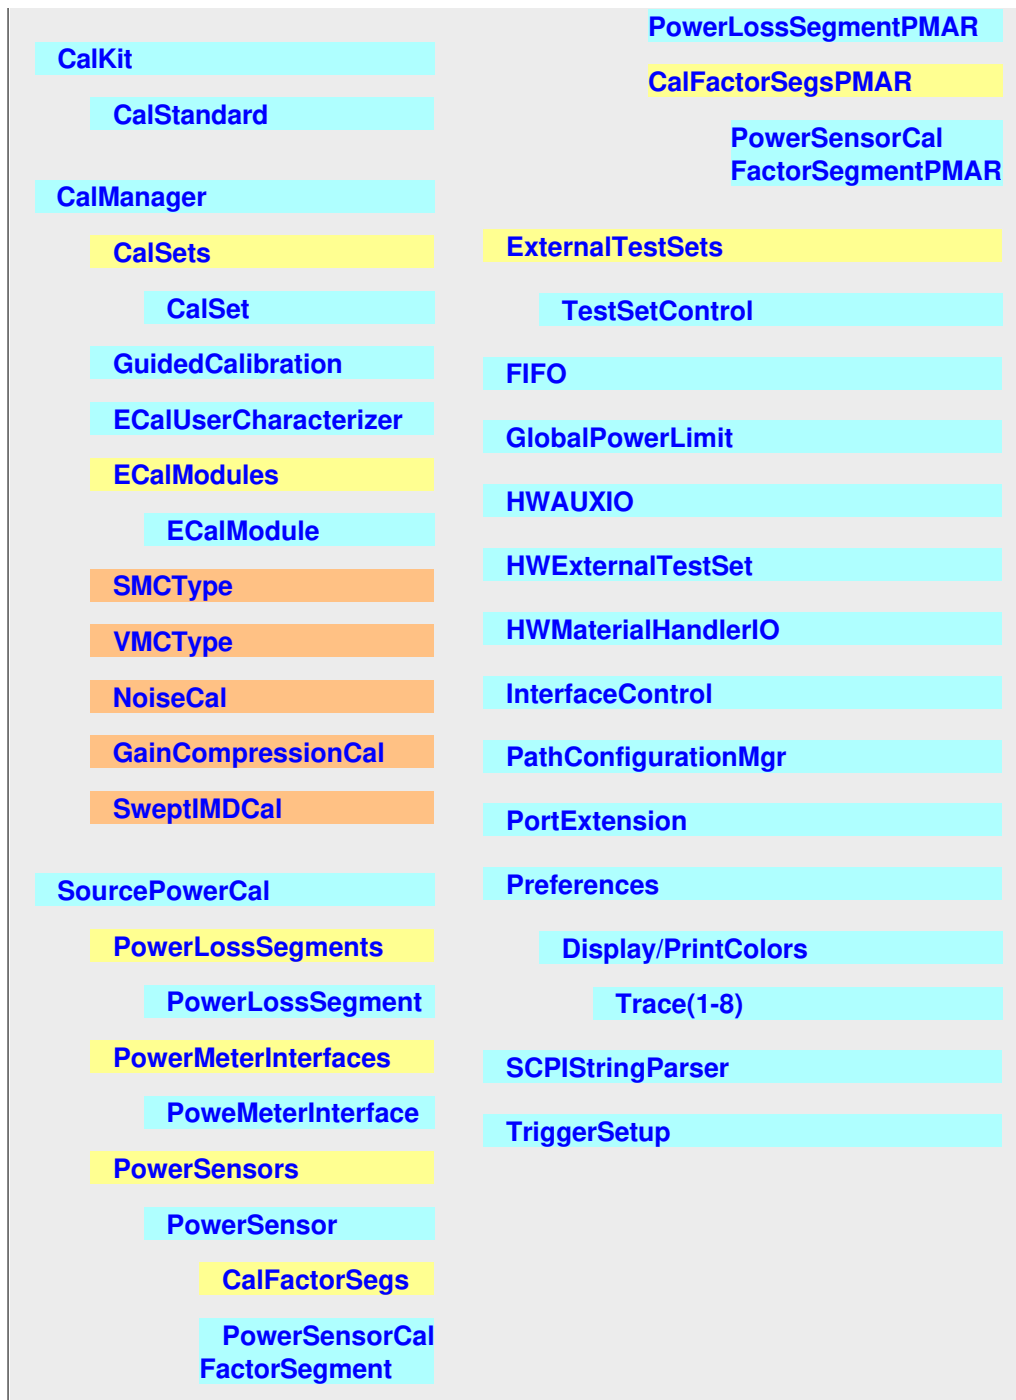 CalKit
CalStandard
CalManager
CalSets
CalSet
GuidedCalibration
ECalUserCharacterizer
ECalModules
ECalModule
SMCType
VMCType
NoiseCal
GainCompressionCal
SweptIMDCal
SourcePowerCal
PowerLossSegments
PowerLossSegment
PowerMeterInterfaces
PoweMeterInterface
PowerSensors
PowerSensor
CalFactorSegs
PowerSensorCal
FactorSegment
PowerLossSegmentPMAR
CalFactorSegsPMAR
PowerSensorCal
FactorSegmentPMAR
ExternalTestSets
TestSetControl
FIFO
GlobalPowerLimit
HWAUXIO
HWExternalTestSet
HWMaterialHandlerIO
InterfaceControl
PathConfigurationMgr
PortExtension
Preferences
Display/PrintColors
Trace(1-8)
SCPIStringParser
TriggerSetup